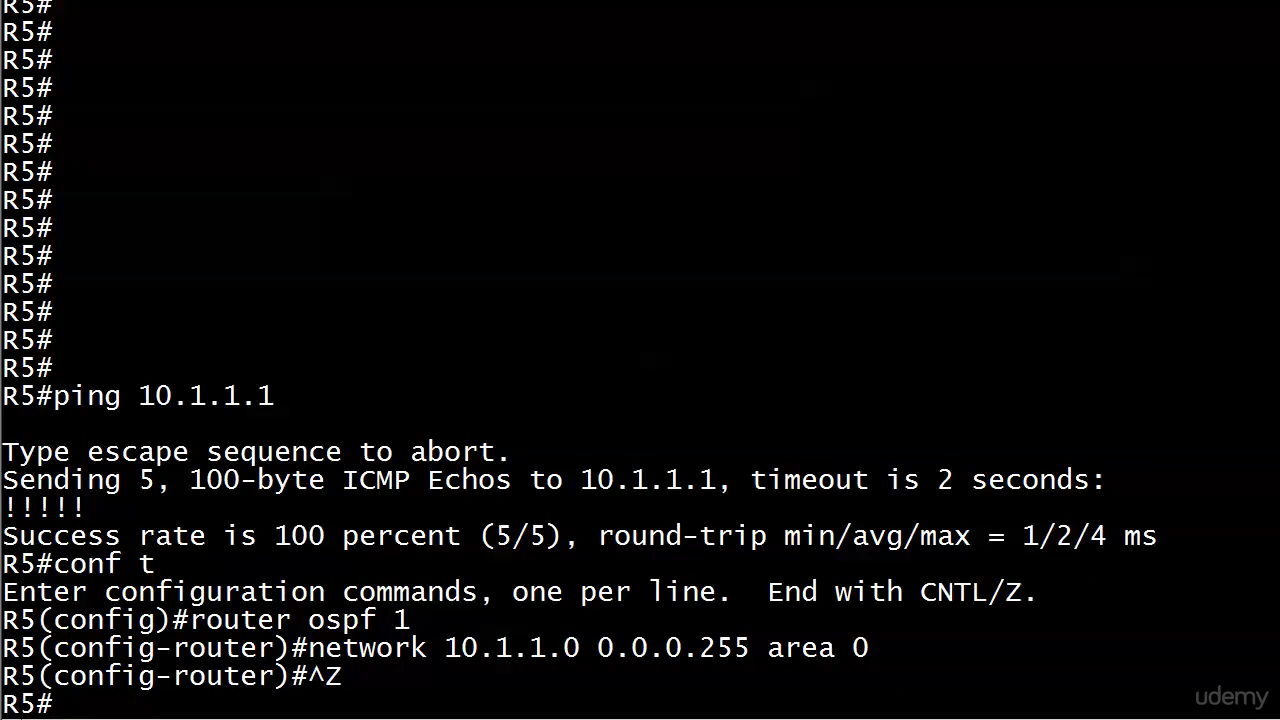 R5#
R5#
R5#
R5#
R5#
R5#
R5#
R5#
R5#
R5#
R5#
R5#
R5#
R5#
R5#ping 10.1.1.1
Type escape sequence to abort.
Sending 5, 100-byte ICMP Echos to 10.1.1.1, timeout is 2 seconds:
!!!!!
Success rate is 100 percent (5/5), round-trip min/avg/max = 1/2/4 ms
R5#conf t
Enter configuration commands, one per line.  End with CNTL/Z.
R5(config)#router ospf 1
R5(config-router)#network 10.1.1.0 0.0.0.255 area 0
R5(config-router)#^Z
R5#
udemy